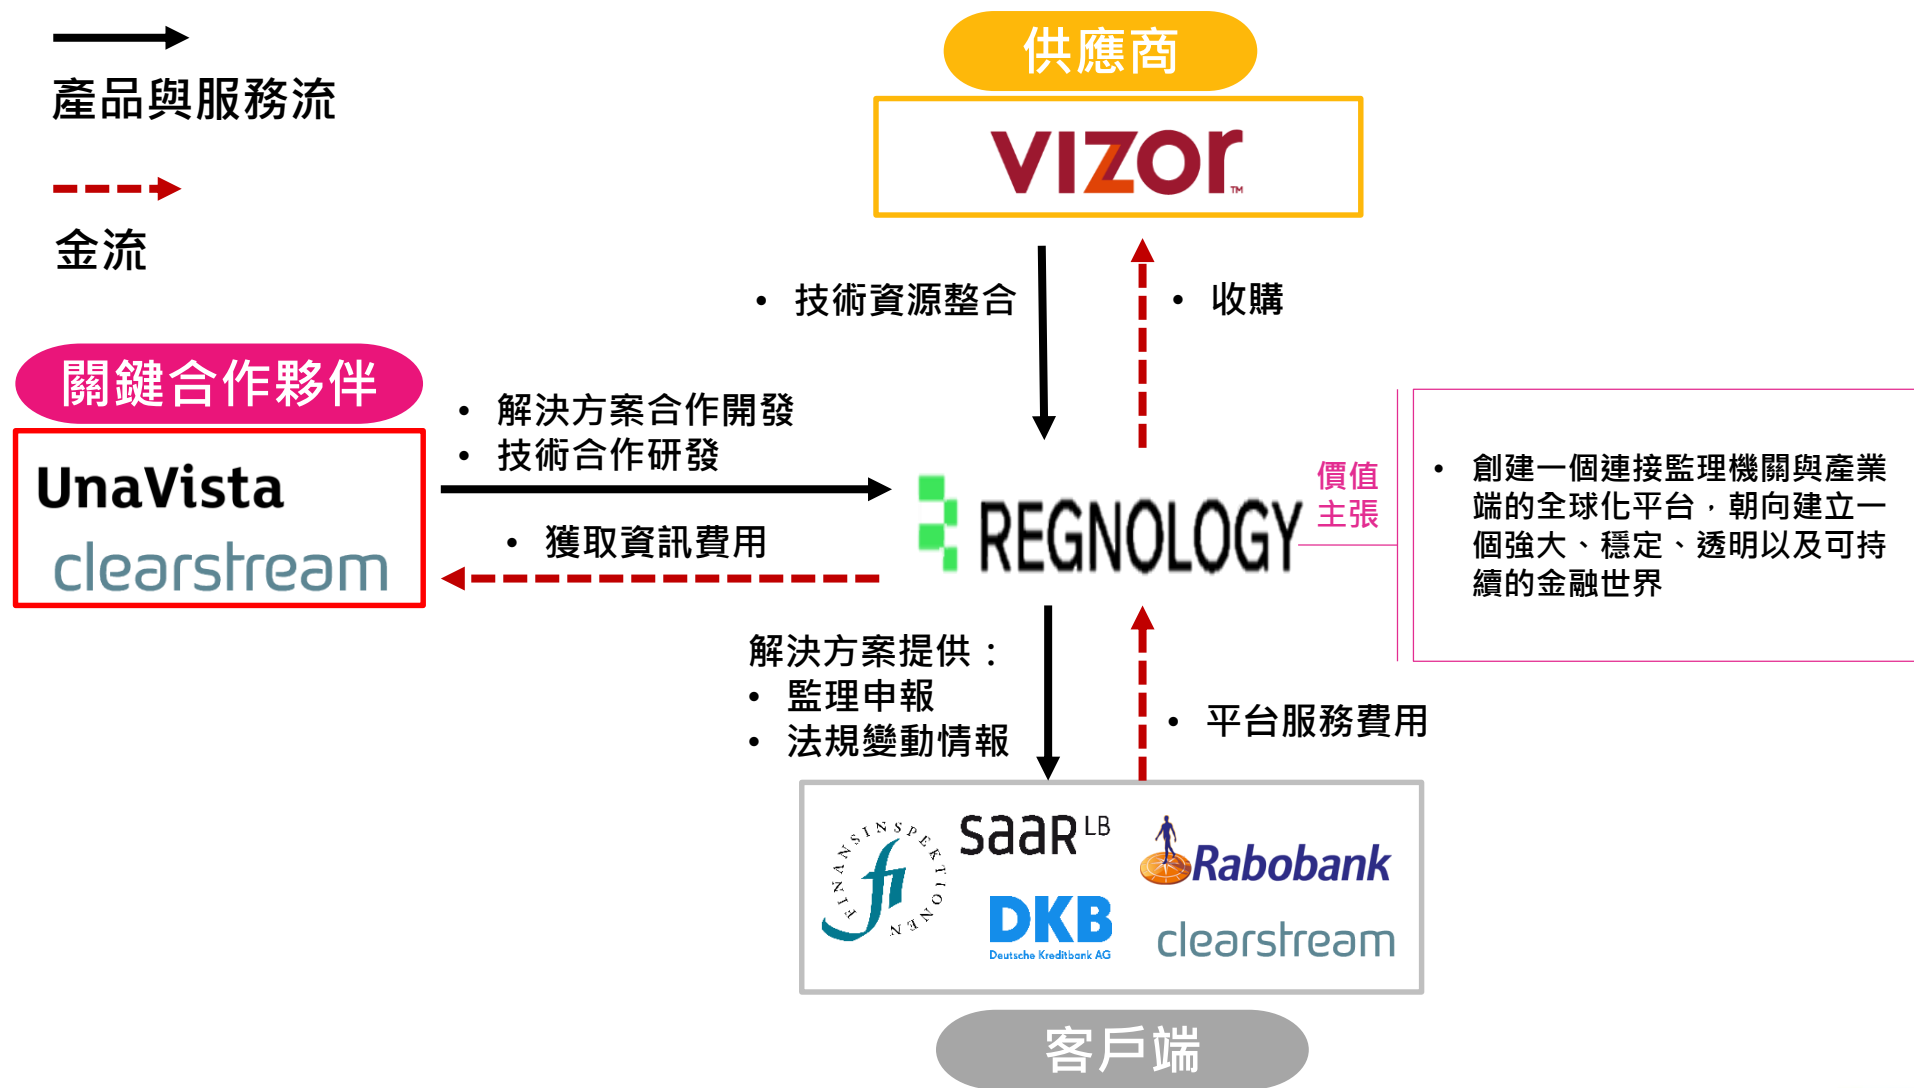 產品與服務流
金流
供應商
VIZOr™
• 技術資源整合
• 收購
關鍵合作夥伴
UnaVista
clearstream
• 解決方案合作開發
• 技術合作研發
• 獲取資訊費用
REGNOLOGY
價值
主張
• 創建一個連接監理機關與產業
端的全球化平台，朝向建立一
個強大、穩定、透明以及可持
續的金融世界
解決方案提供：
• 監理申報
• 法規變動情報
• 平台服務費用
FINANSINSPEKTIONEN
fi
saaR LB
Rabobank
DKB
Deutsche Kreditbank AG
clearstream
客戶端